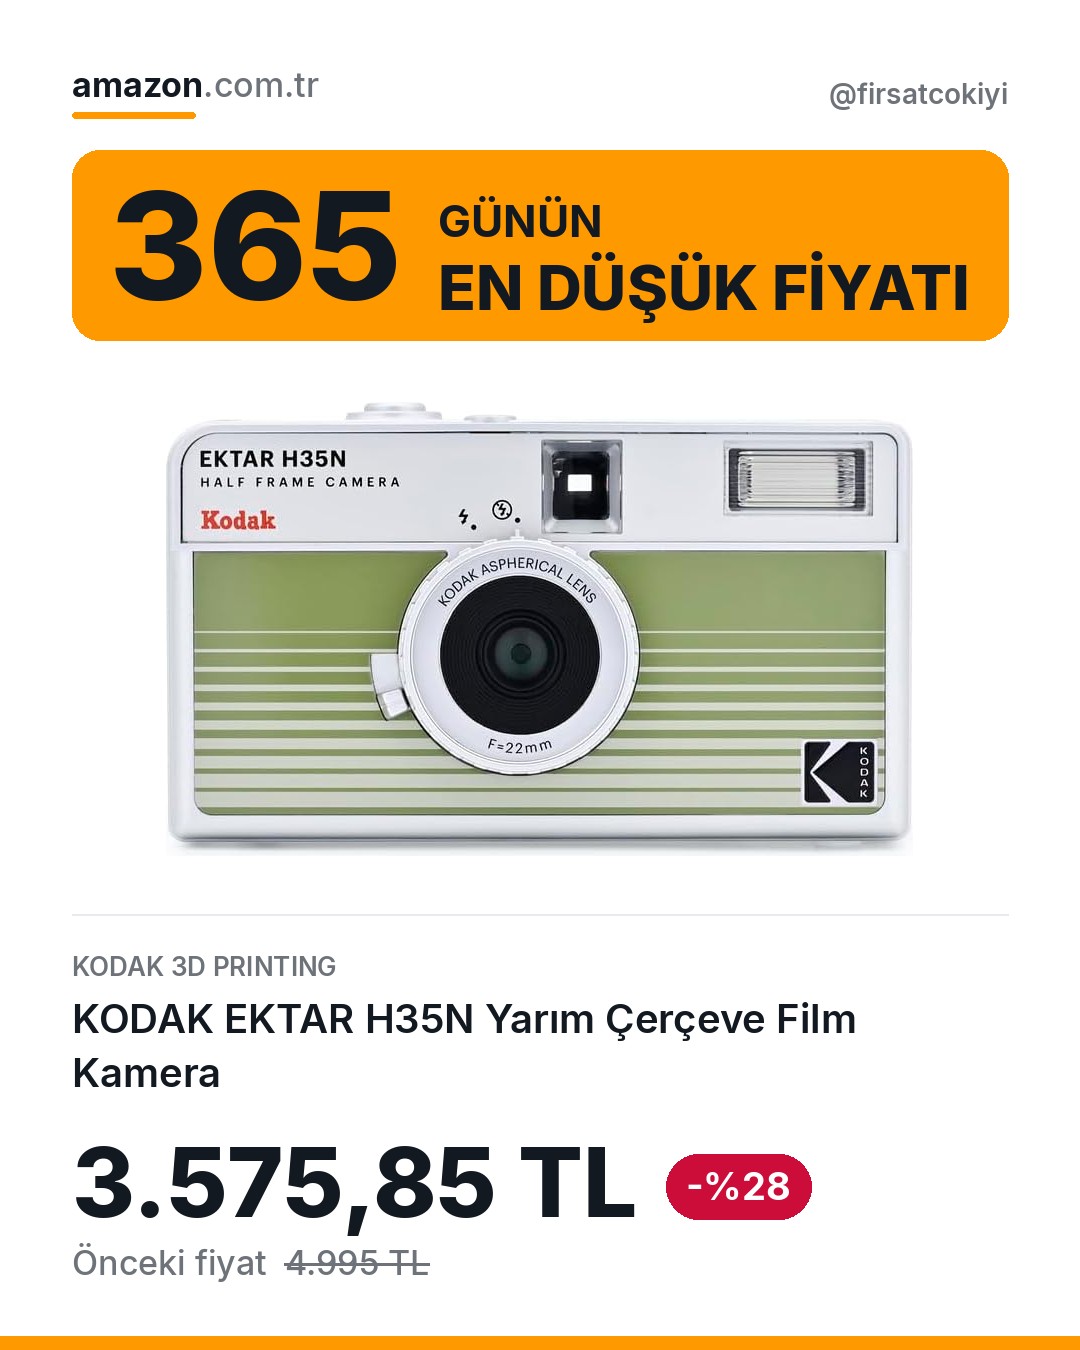 amazon.com.tr
@firsatcokiyi
365
GÜNÜN
EN DÜŞÜK FİYATI
EKTAR H35N
HALF FRAME CAMERA
Kodak
KODAK ASPHERICAL LENS
F=22mm
KODAK
KODAK 3D PRINTING
KODAK EKTAR H35N Yarım Çerçeve Film
Kamera
3.575,85 TL
-%28
Önceki fiyat 4.995 TL